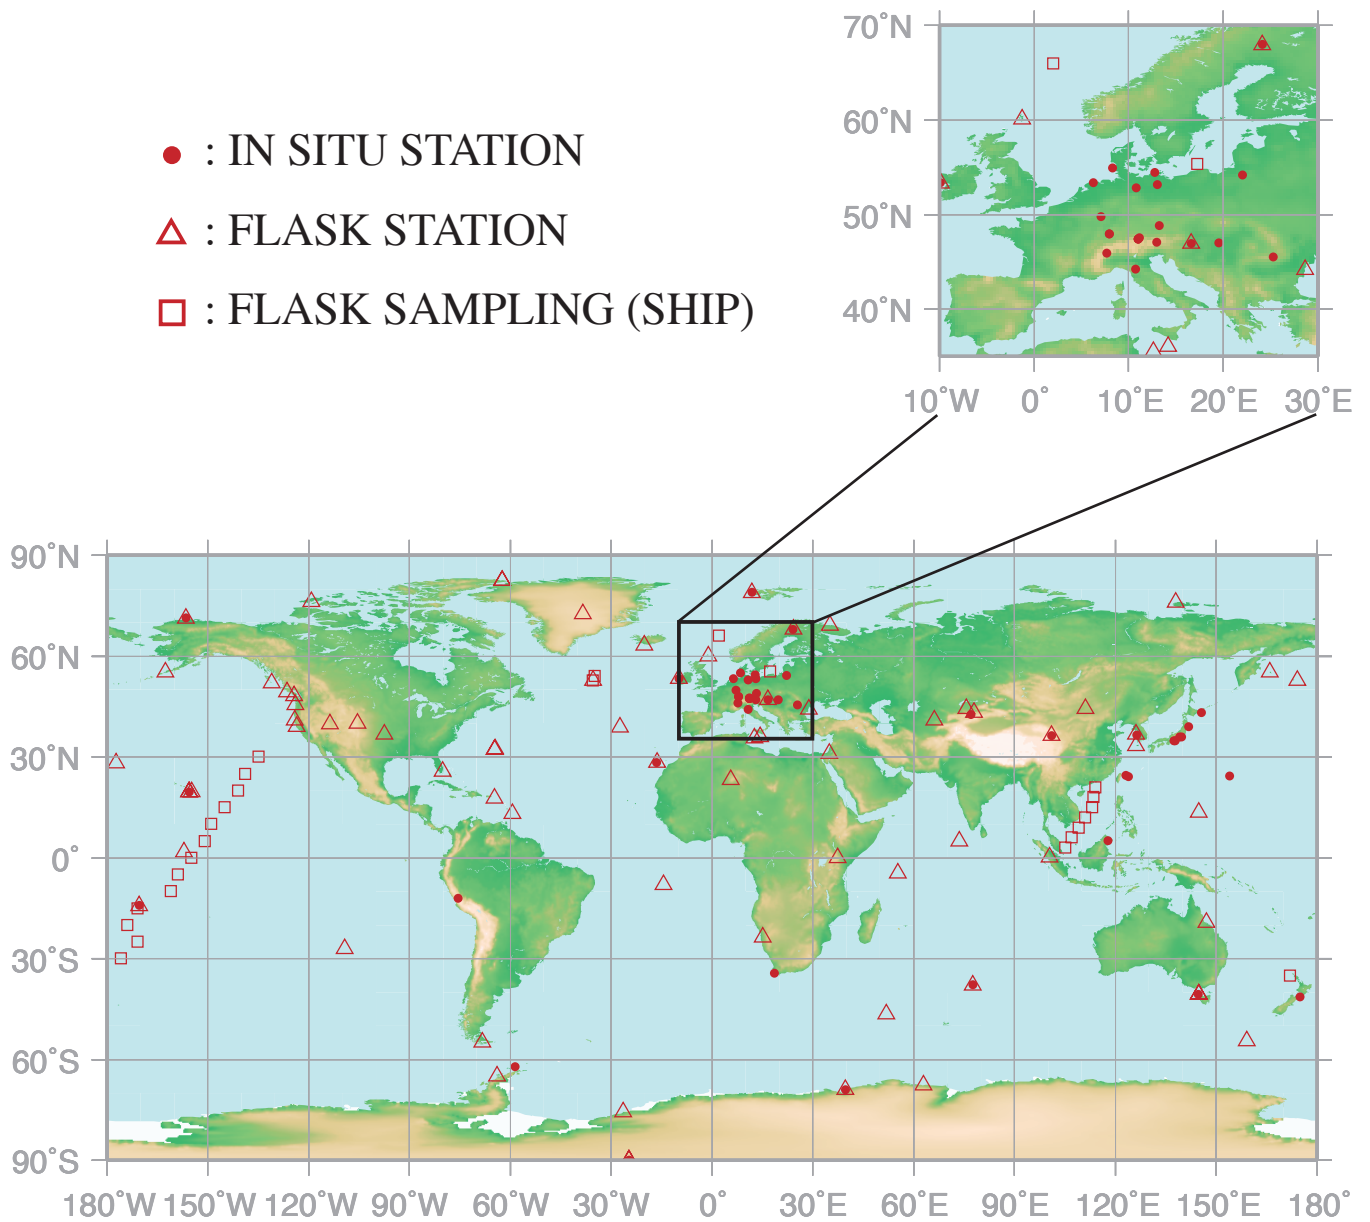 : IN SITU STATION
: FLASK STATION
: FLASK SAMPLING (SHIP)
70°N
60°N
50°N
40°N
10°W 0° 10°E 20°E 30°E
90°N
60°N
30°N
0°
30°S
60°S
90°S
180°W 150°W 120°W 90°W 60°W 30°W 0° 30°E 60°E 90°E 120°E 150°E 180°